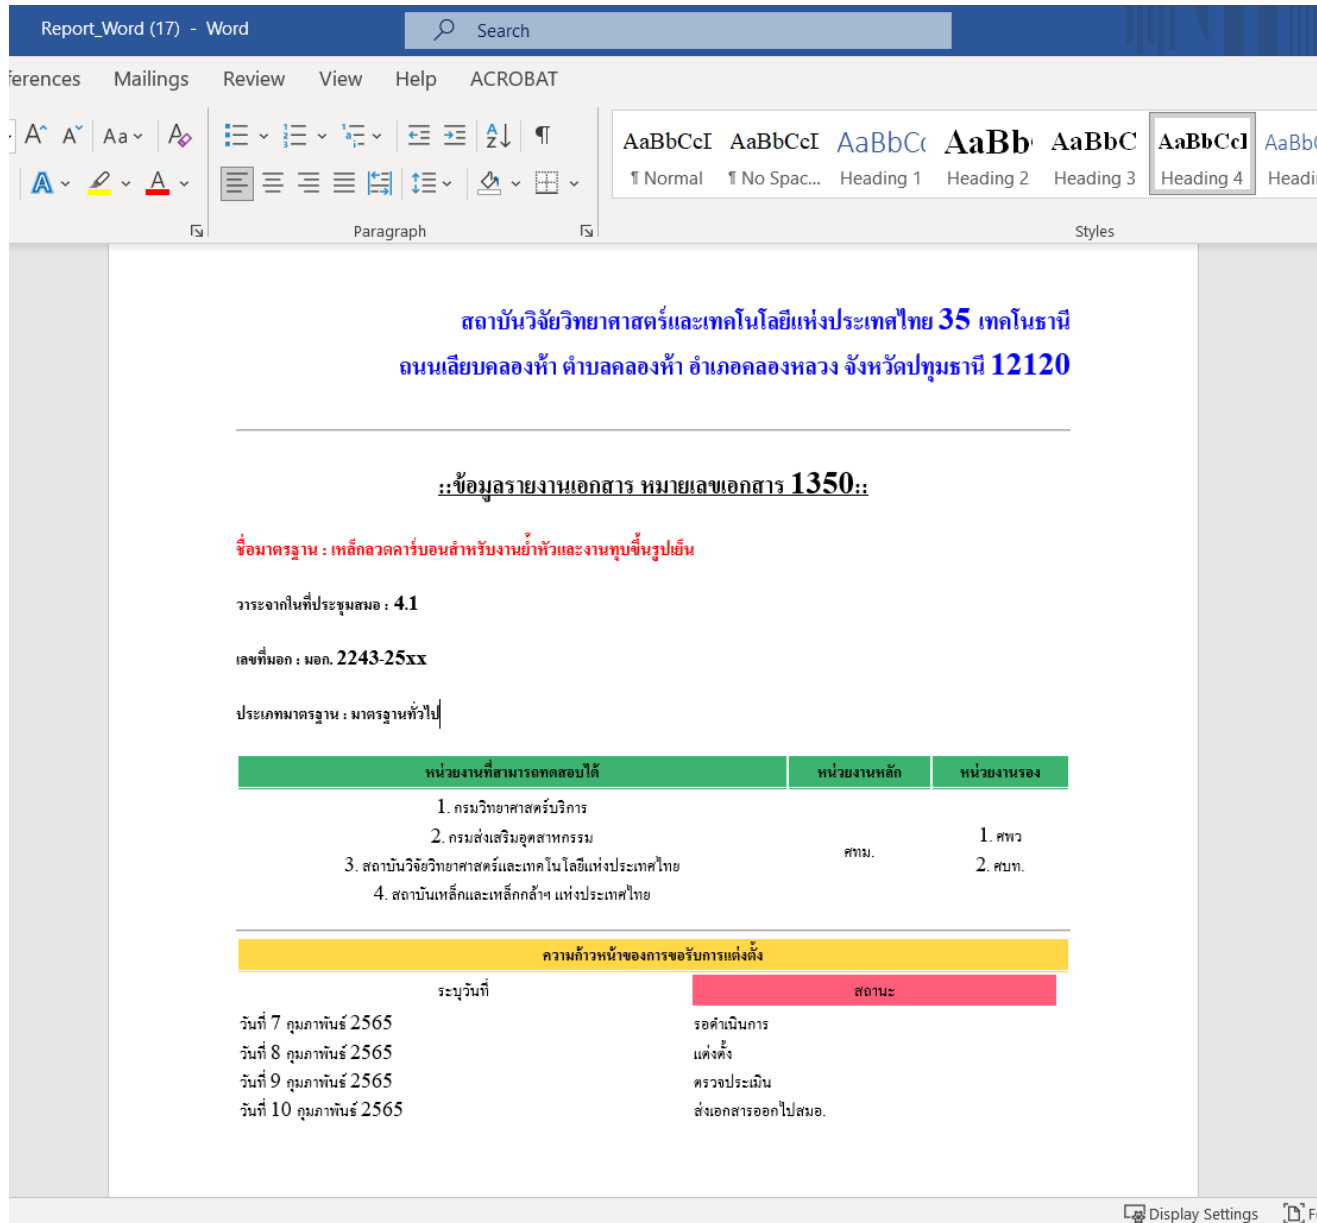 Report_Word (17) - Word
Search
ferences Mailings Review View Help ACROBAT
AaBbCcI AaBbCcI AaBbC AaBb AaBbC AaBbCcI AaBb
¶ Normal ¶ No Spac... Heading 1 Heading 2 Heading 3 Heading 4 Headi
Paragraph Styles
สถาบันวิจัยวิทยาศาสตร์และเทคโนโลยีแห่งประเทศไทย 35 เทคโนธานี
ถนนเลียบคลองห้า ตำบลคลองห้า อำเภอคลองหลวง จังหวัดปทุมธานี 12120
::ข้อมูลรายงานเอกสาร หมายเลขเอกสาร 1350::
ชื่อมาตรฐาน : เหล็กลวดคาร์บอนสำหรับงานย้ำหัวและงานทุบขึ้นรูปเย็น
วาระจากในที่ประชุมสมอ : 4.1
เลขที่มอก : มอก. 2243-25xx
ประเภทมาตรฐาน : มาตรฐานทั่วไป
หน่วยงานที่สามารถทดสอบได้ หน่วยงานหลัก หน่วยงานรอง
1. กรมวิทยาศาสตร์บริการ
2. กรมส่งเสริมอุตสาหกรรม
3. สถาบันวิจัยวิทยาศาสตร์และเทคโนโลยีแห่งประเทศไทย
4. สถาบันเหล็กและเหล็กกล้าฯ แห่งประเทศไทย
ศทม.
1. ศพว
2. ศบท.
ความก้าวหน้าของการขอรับการแต่งตั้ง
ระบุวันที่ สถานะ
วันที่ 7 กุมภาพันธ์ 2565 รอดำเนินการ
วันที่ 8 กุมภาพันธ์ 2565 แต่งตั้ง
วันที่ 9 กุมภาพันธ์ 2565 ตรวจประเมิน
วันที่ 10 กุมภาพันธ์ 2565 ส่งเอกสารออกไปสมอ.
Display Settings